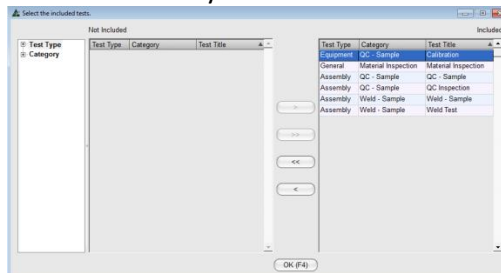 Select the included tests.
Not Included
Included
Test Type
Category
Test Type Category Test Title
Test Type Category Test Title
Equipment QC - Sample Calibration
General Material Inspection Material Inspection
Assembly QC - Sample QC - Sample
Assembly QC - Sample QC Inspection
Assembly Weld - Sample Weld - Sample
Assembly Weld - Sample Weld Test
>
>>
<<
<
OK (F4)